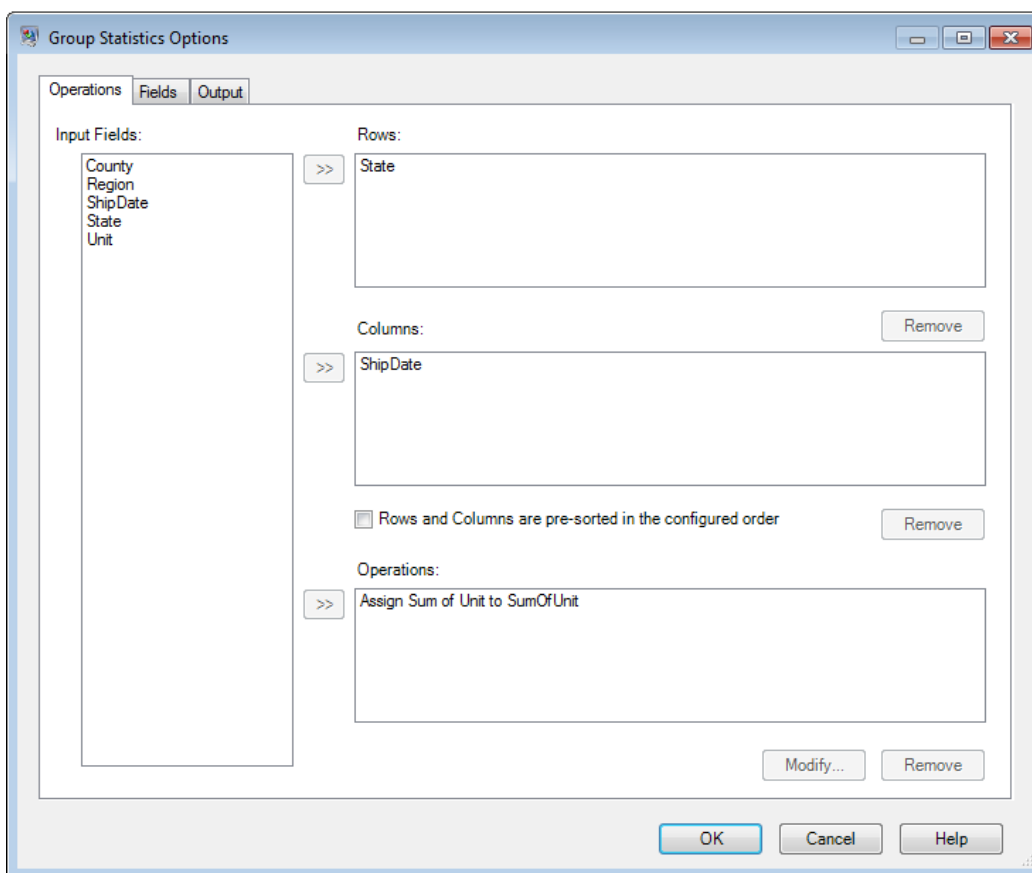 Group Statistics Options
Operations Fields Output
Input Fields:
County
Region
ShipDate
State
Unit
>>
Rows:
State
Remove
Columns:
>>
ShipDate
Rows and Columns are pre-sorted in the configured order
Remove
Operations:
>>
Assign Sum of Unit to SumOfUnit
Modify... Remove
OK Cancel Help